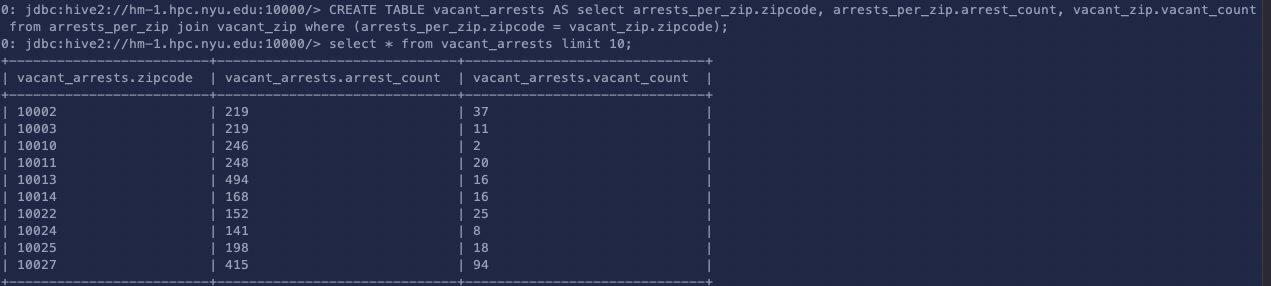 0: jdbc:hive2://hm-1.hpc.nyu.edu:10000/> CREATE TABLE vacant_arrests AS select arrests_per_zip.zipcode, arrests_per_zip.arrest_count, vacant_zip.vacant_count
from arrests_per_zip join vacant_zip where (arrests_per_zip.zipcode = vacant_zip.zipcode);
0: jdbc:hive2://hm-1.hpc.nyu.edu:10000/> select * from vacant_arrests limit 10;
+-------------------------+------------------------------+------------------------------+
| vacant_arrests.zipcode | vacant_arrests.arrest_count | vacant_arrests.vacant_count |
+-------------------------+------------------------------+------------------------------+
| 10002 | 219 | 37 |
| 10003 | 219 | 11 |
| 10010 | 246 | 2 |
| 10011 | 248 | 20 |
| 10013 | 494 | 16 |
| 10014 | 168 | 16 |
| 10022 | 152 | 25 |
| 10024 | 141 | 8 |
| 10025 | 198 | 18 |
| 10027 | 415 | 94 |
+-------------------------+------------------------------+------------------------------+